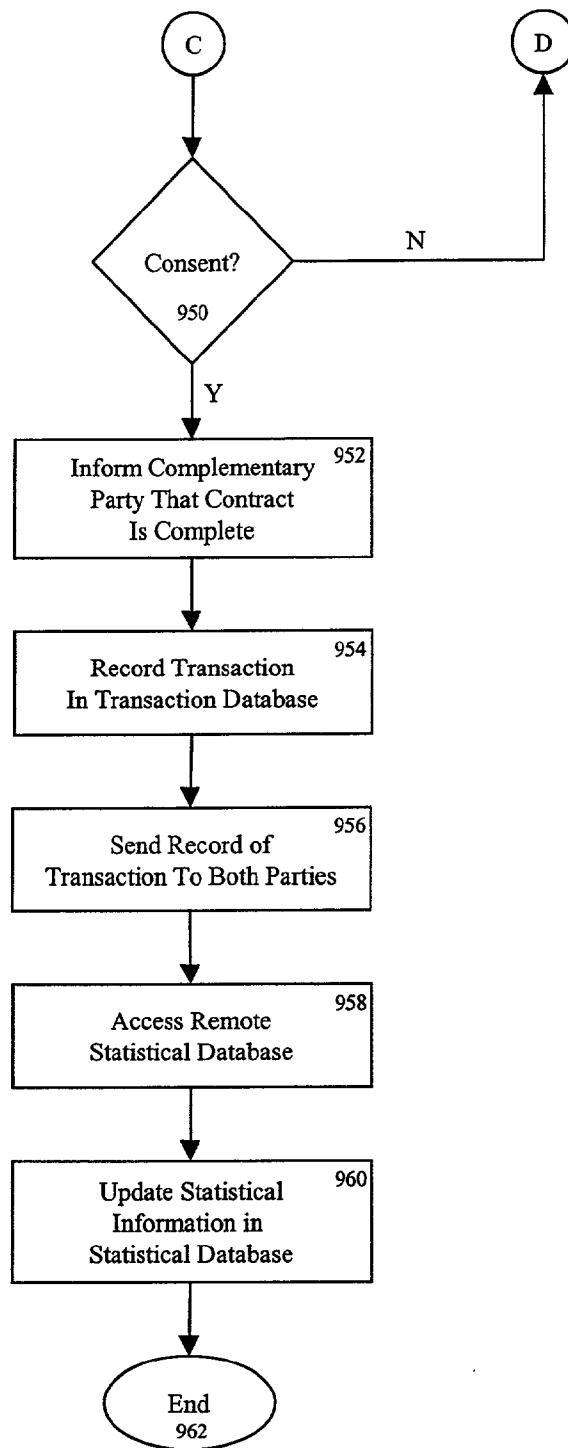 C
D
Consent?
950
N
Y
952
Inform Complementary
Party That Contract
Is Complete
954
Record Transaction
In Transaction Database
956
Send Record of
Transaction To Both Parties
958
Access Remote
Statistical Database
960
Update Statistical
Information in
Statistical Database
End
962